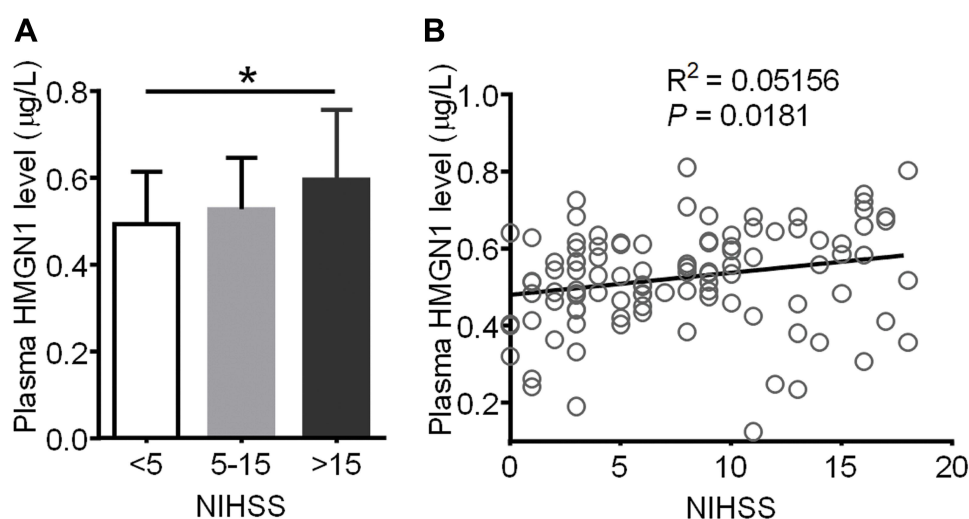 A
Plasma HMGN1 level (μg/L)
0.8
0.6
0.4
0.2
0.0
*
<5 5-15 >15
NIHSS
B
Plasma HMGN1 level (μg/L)
R² = 0.05156
P = 0.0181
1.0
0.8
0.6
0.4
0.2
0 5 10 15 20
NIHSS